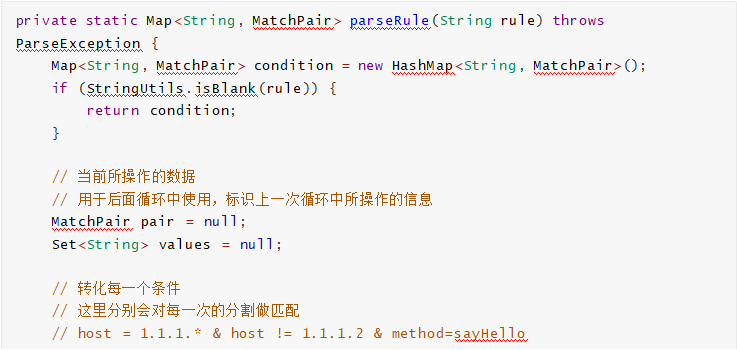 private static Map<String, MatchPair> parseRule(String rule) throws
ParseException {
    Map<String, MatchPair> condition = new HashMap<String, MatchPair>();
    if (StringUtils.isBlank(rule)) {
        return condition;
    }
    // 当前所操作的数据
    // 用于后面循环中使用，标识上一次循环中所操作的信息
    MatchPair pair = null;
    Set<String> values = null;
    // 转化每一个条件
    // 这里分别会对每一次的分割做匹配
    // host = 1.1.1.* & host != 1.1.1.2 & method=sayHello